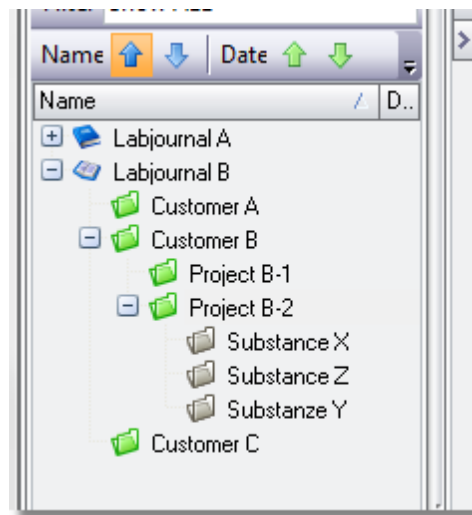 Name Date
Name D..
Labjournal A
Labjournal B
Customer A
Customer B
Project B-1
Project B-2
Substance X
Substance Z
Substanze Y
Customer C